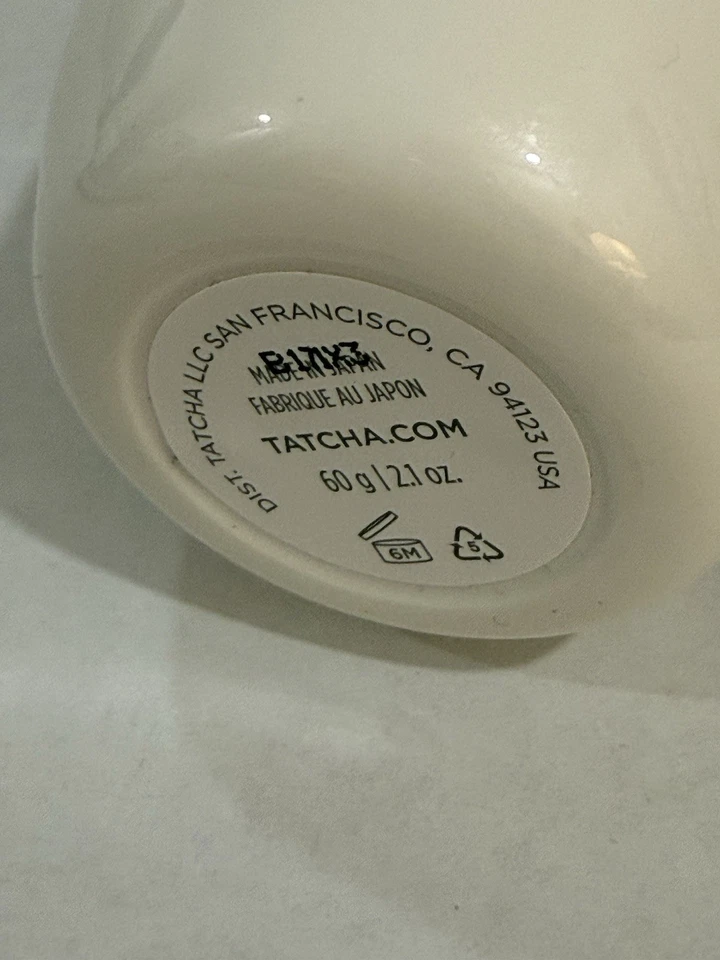 DIST. TATCHA LLC SAN FRANCISCO, CA 94123 USA
MADE IN JAPAN
FABRIQUE AU JAPON
TATCHA.COM
60 g | 2.1 oz.
6M
5